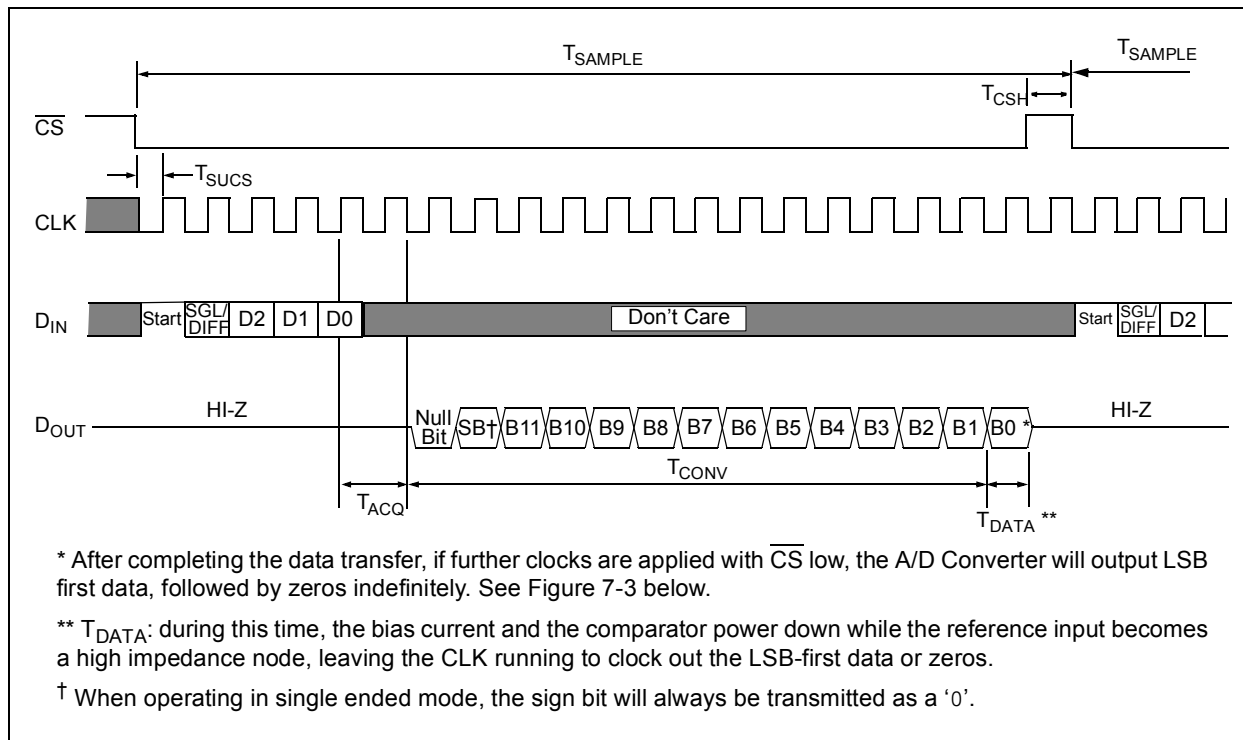 TSAMPLE TSAMPLE
TCSH
CS
TSUCS
CLK
DIN Start SGL/DIFF D2 D1 D0 Don't Care Start SGL/DIFF D2
HI-Z HI-Z
DOUT Null Bit SB† B11 B10 B9 B8 B7 B6 B5 B4 B3 B2 B1 B0 *
TCONV
TACQ TDATA **
* After completing the data transfer, if further clocks are applied with CS low, the A/D Converter will output LSB
first data, followed by zeros indefinitely. See Figure 7-3 below.
** TDATA: during this time, the bias current and the comparator power down while the reference input becomes
a high impedance node, leaving the CLK running to clock out the LSB-first data or zeros.
† When operating in single ended mode, the sign bit will always be transmitted as a ‘0’.